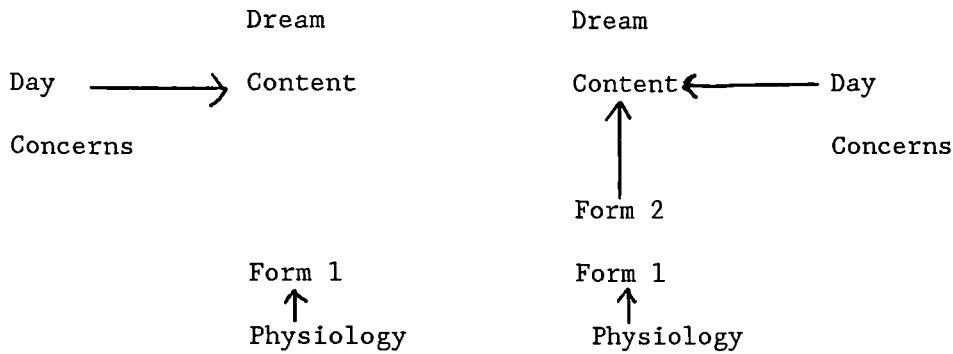 Dream
Day
Content
Concerns
Form 1
Physiology
Dream
Content
Day
Concerns
Form 2
Form 1
Physiology